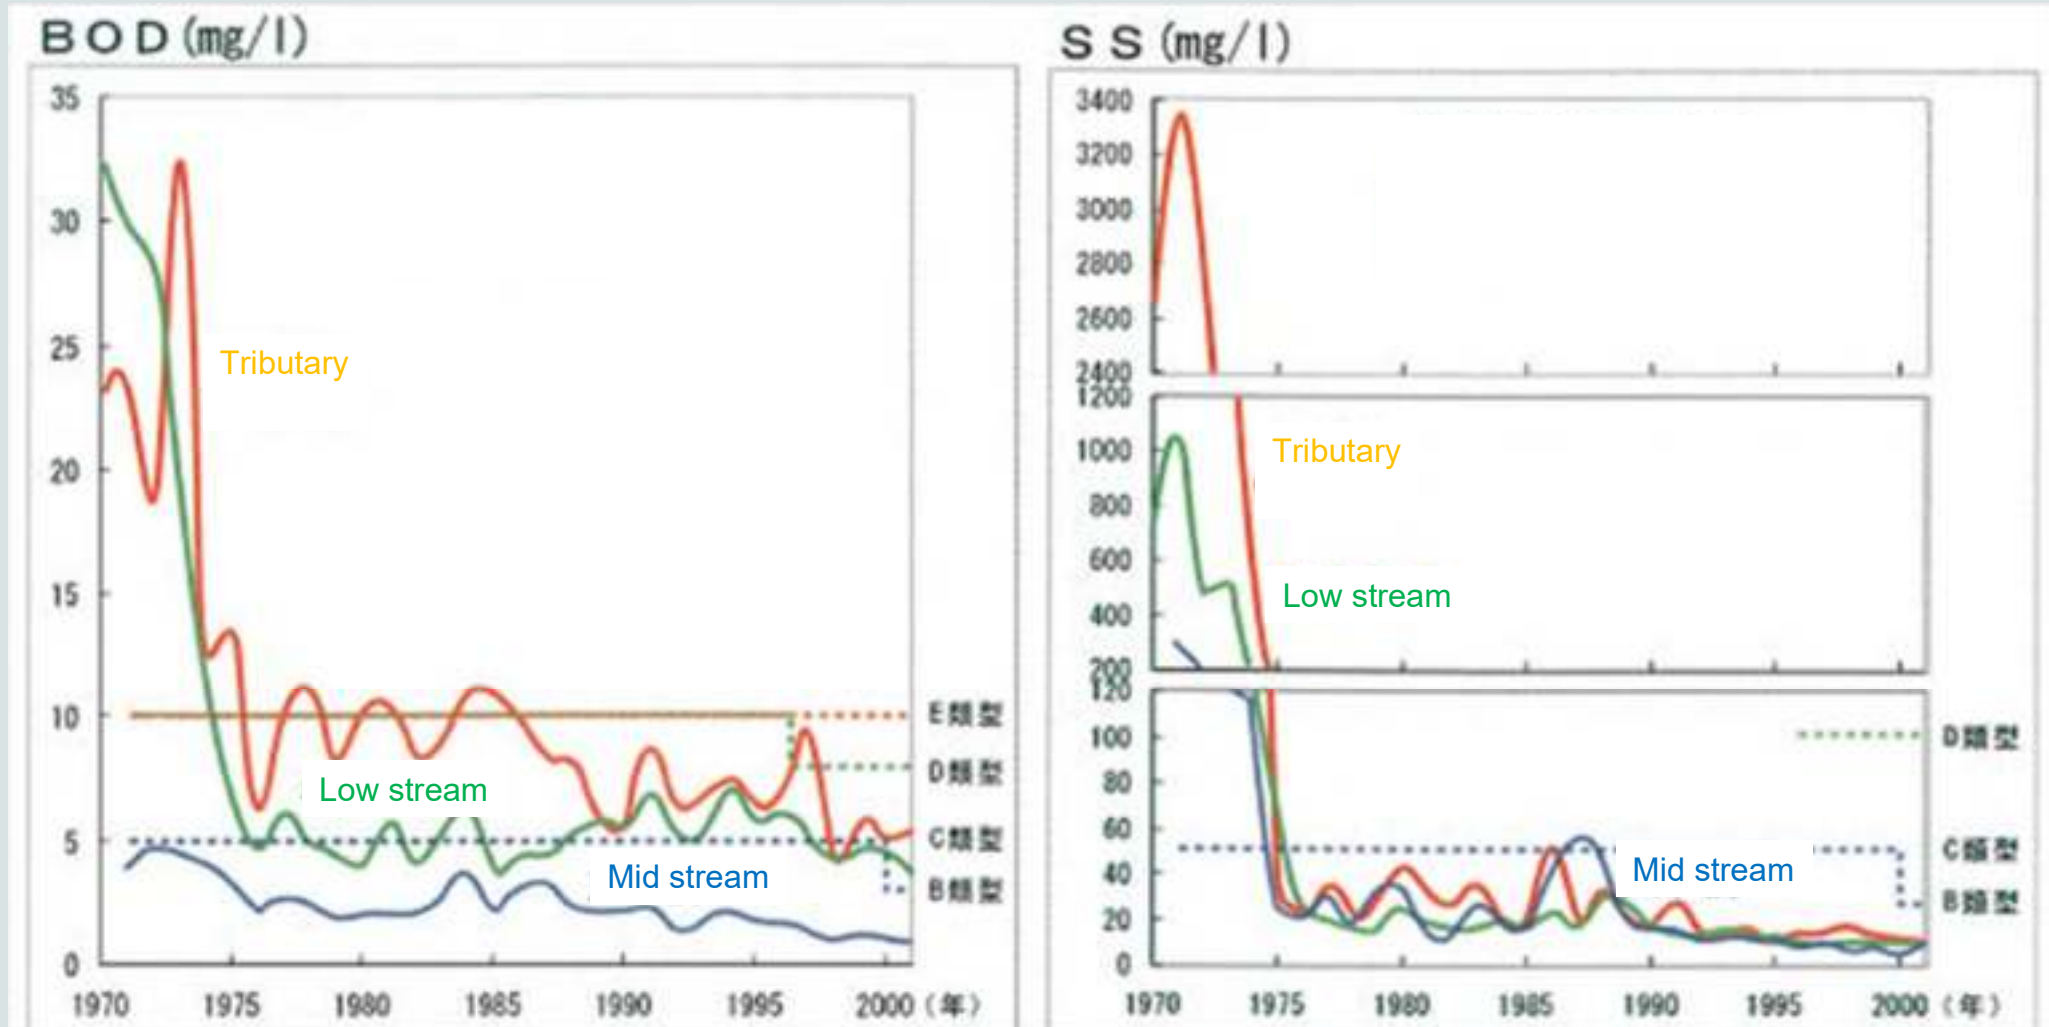 BOD(mg/l)
35
30
25
20
15
10
5
0
1970 1975 1980 1985 1990 1995 2000 (年)
Tributary
Low stream
Mid stream
E類型
D類型
C類型
B類型
SS(mg/l)
3400
3200
3000
2800
2600
2400
1200
1000
800
600
400
200
120
100
80
60
40
20
0
1970 1975 1980 1985 1990 1995 2000 (年)
Tributary
Low stream
Mid stream
D類型
C類型
B類型